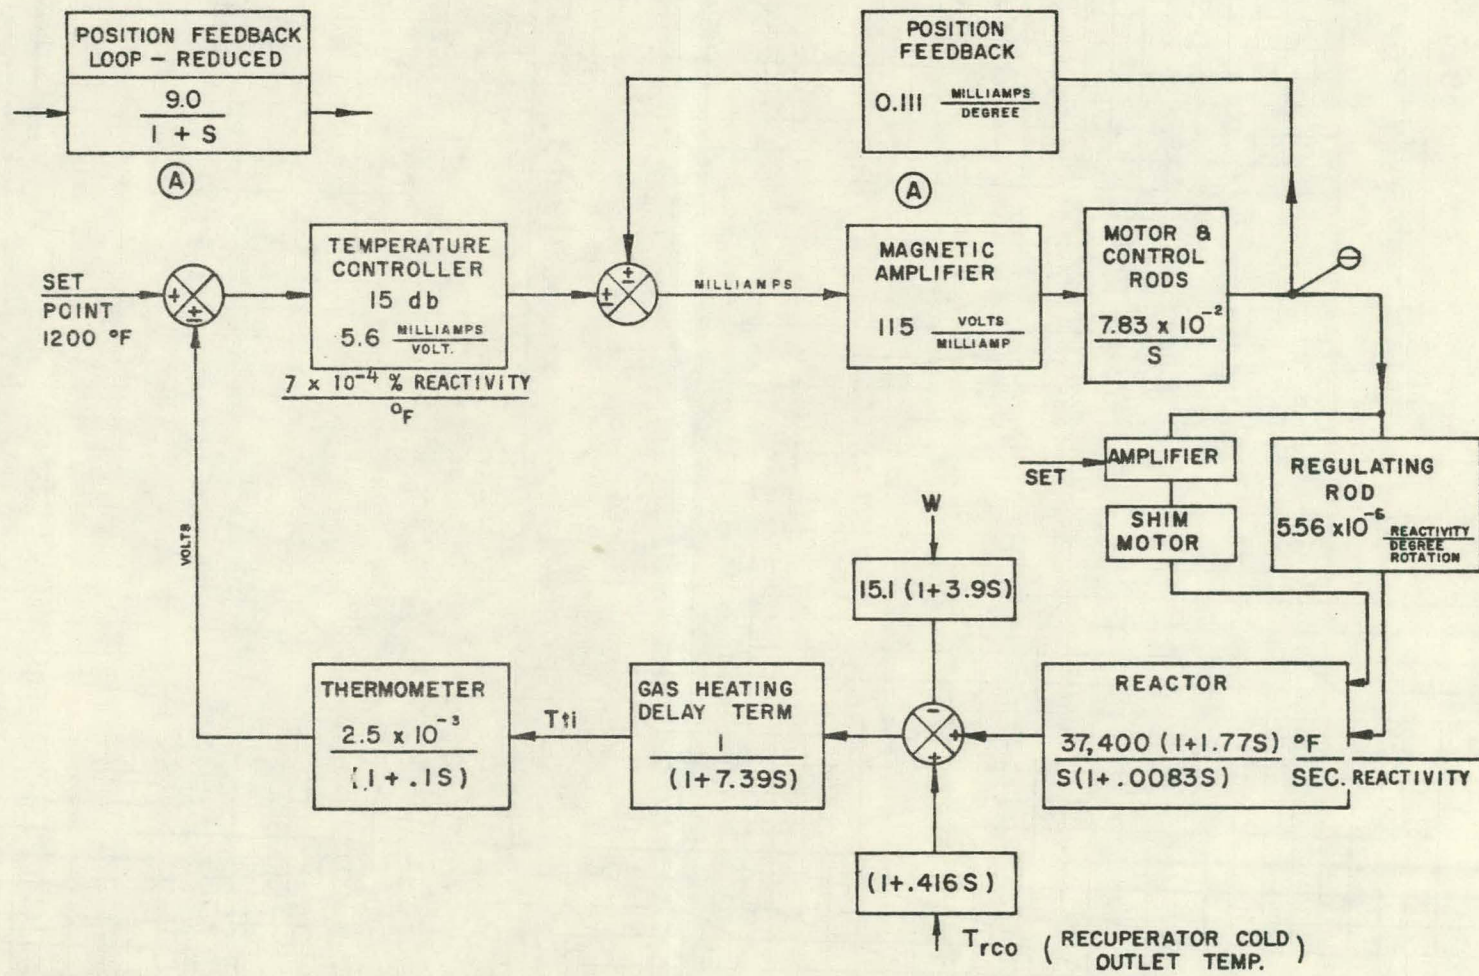 POSITION FEEDBACK
LOOP – REDUCED
9.0
1 + S
A
POSITION
FEEDBACK
0.111 MILLIAMPS
DEGREE
A
SET
POINT
1200 °F
+
±
TEMPERATURE
CONTROLLER
15 db
5.6 MILLIAMPS
VOLT.
7 x 10-4 % REACTIVITY
°F
±
±
MILLIAMPS
MAGNETIC
AMPLIFIER
115 VOLTS
MILLIAMP
MOTOR &
CONTROL
RODS
7.83 x 10-2
S
Θ
SET
AMPLIFIER
SHIM
MOTOR
REGULATING
ROD
5.56 x10-6 REACTIVITY
DEGREE
ROTATION
VOLTS
W
15.1 (1+3.9S)
THERMOMETER
2.5 x 10-3
(1 + .1S)
Tti
GAS HEATING
DELAY TERM
1
(1+7.39S)
-
+
+
REACTOR
37,400 (1+1.77S) °F
S(1+.0083S) SEC. REACTIVITY
(1+.416S)
Trco (RECUPERATOR COLD
OUTLET TEMP.)